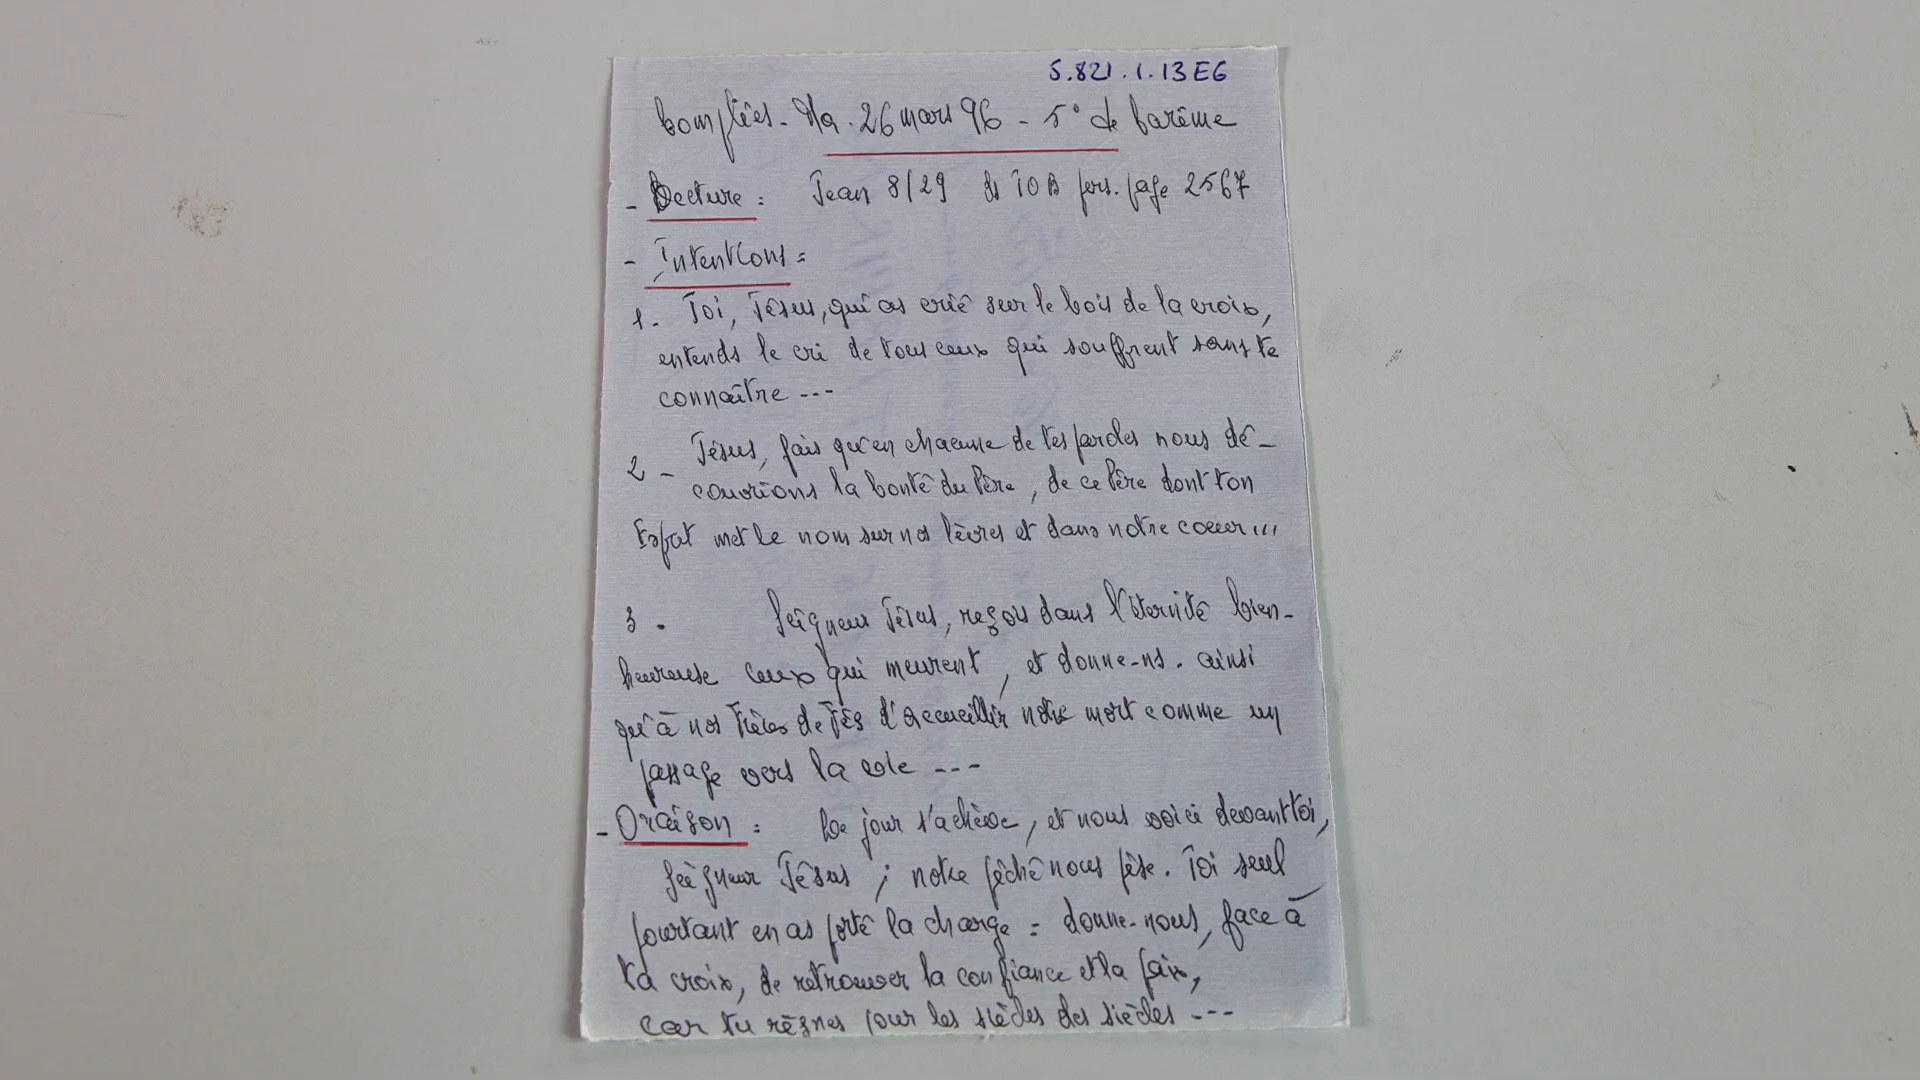 S.821.1.13E6
Complies - Ma. 26 mars 96 - 5° de Carême
- Lecture : Jean 8/29 ds TOB pers. page 2567
- Intentions :
1. Toi, Jésus, qui as crié sur le bois de la croix,
entends le cri de tous ceux qui souffrent sans te
connaître ---
2 - Jésus, fais qu'en chacune de tes paroles nous dé-
couvrions la bonté du Père, de ce Père dont ton
Esprit met le nom sur nos lèvres et dans notre coeur ...
3. Seigneur Jésus, reçois dans l'éternité bien-
heureuse ceux qui meurent, et donne-ns. ainsi
qu'à nos Frères de Fès d'accueillir notre mort comme un
passage vers la vie ---
- Oraison : Le jour s'achève, et nous voici devant toi,
Seigneur Jésus ; notre péché nous pèse. Toi seul
pourtant en as porté la charge : donne-nous, face à
ta croix, de retrouver la confiance et la paix,
car tu règnes pour les siècles des siècles ---